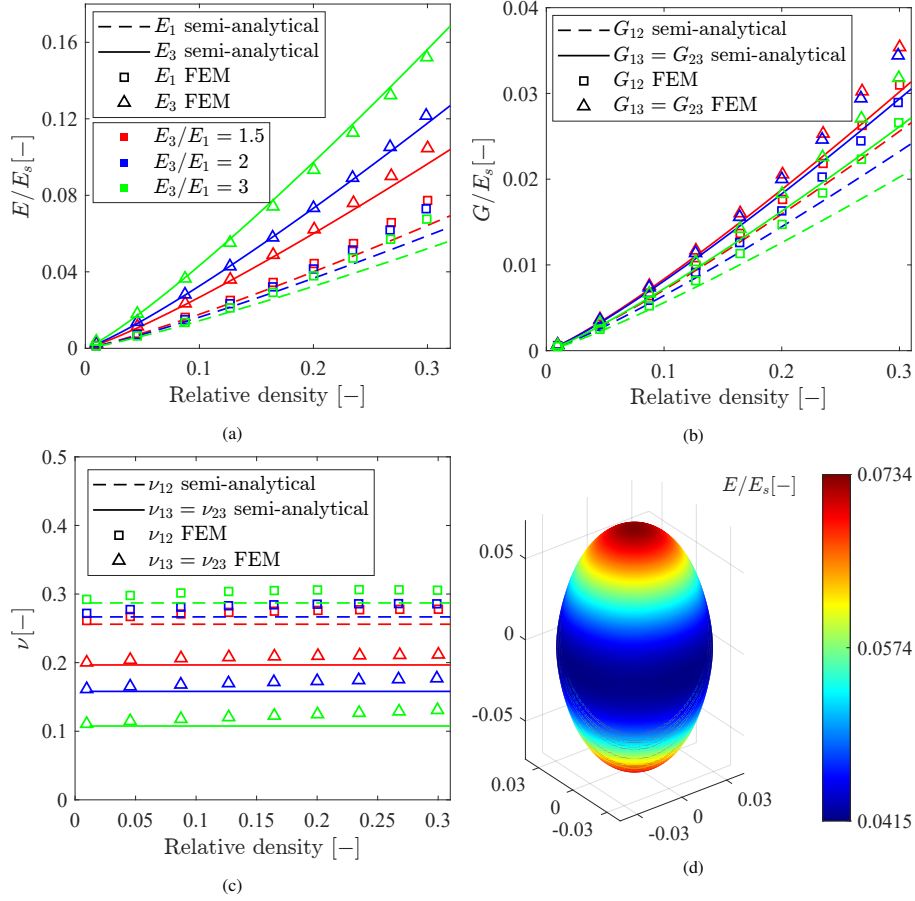 0.16
0.12
0.08
0.04
0
E/E_s[−]
E_1 semi-analytical
E_3 semi-analytical
E_1 FEM
E_3 FEM
E_3/E_1 = 1.5
E_3/E_1 = 2
E_3/E_1 = 3
0 0.1 0.2 0.3
Relative density [−]
(a)
0.04
0.03
0.02
0.01
0
G/E_s[−]
G_12 semi-analytical
G_13 = G_23 semi-analytical
G_12 FEM
G_13 = G_23 FEM
0 0.1 0.2 0.3
Relative density [−]
(b)
0.5
0.4
0.3
0.2
0.1
0
ν[−]
ν_12 semi-analytical
ν_13 = ν_23 semi-analytical
ν_12 FEM
ν_13 = ν_23 FEM
0 0.05 0.1 0.15 0.2 0.25 0.3
Relative density [−]
(c)
E/E_s[−]
0.0734
0.0574
0.0415
0.05
0
-0.05
0.03
0
-0.03
-0.03
0
0.03
(d)